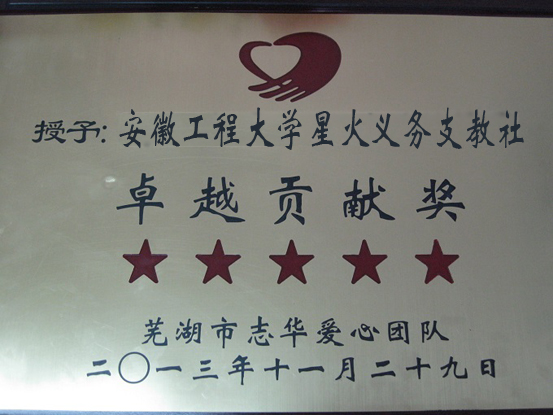 授予:安徽工程大学星火义务支教社
卓越贡献奖
芜湖市志华爱心团队
二〇一三年十一月二十九日